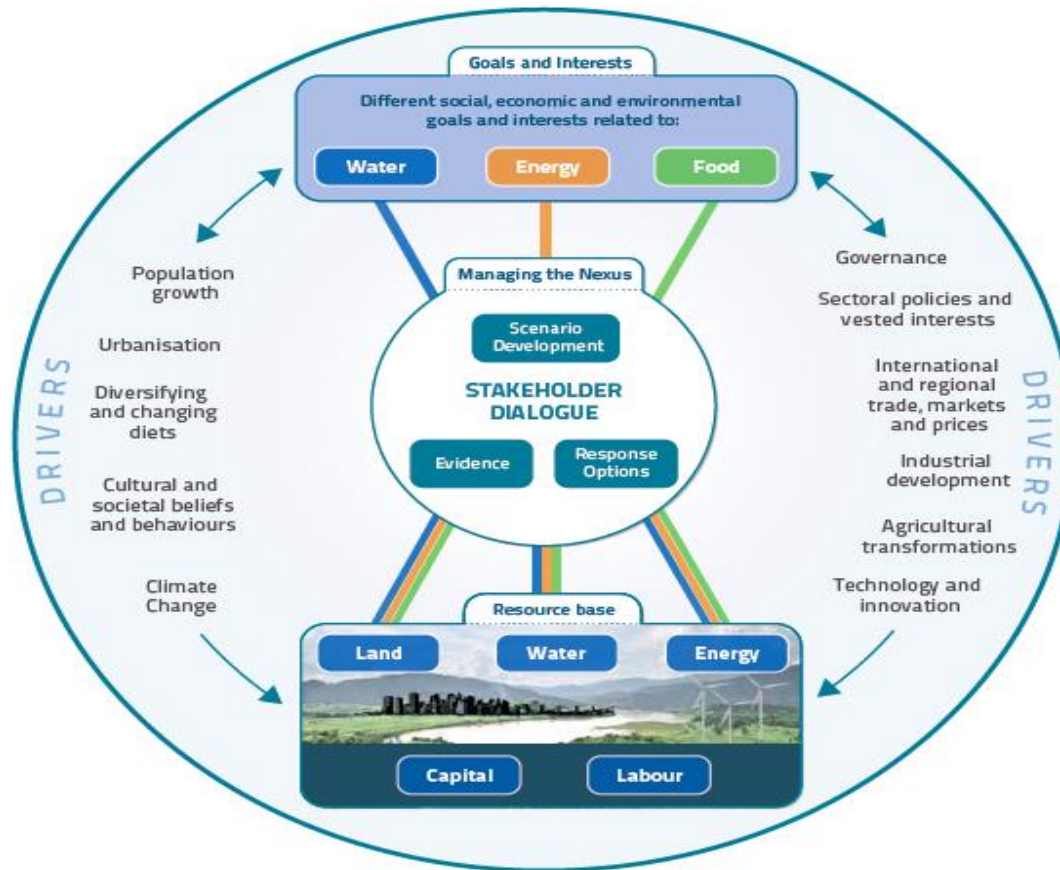 Goals and Interests
Different social, economic and environmental
goals and interests related to:
Water
Energy
Food
Managing the Nexus
Scenario
Development
STAKEHOLDER
DIALOGUE
Evidence
Response
Options
DRIVERS
Population
growth
Urbanisation
Diversifying
and changing
diets
Cultural and
societal beliefs
and behaviours
Climate
Change
Governance
Sectoral policies and
vested interests
International
and regional
trade, markets
and prices
Industrial
development
Agricultural
transformations
Technology and
innovation
DRIVERS
Resource base
Land
Water
Energy
Capital
Labour